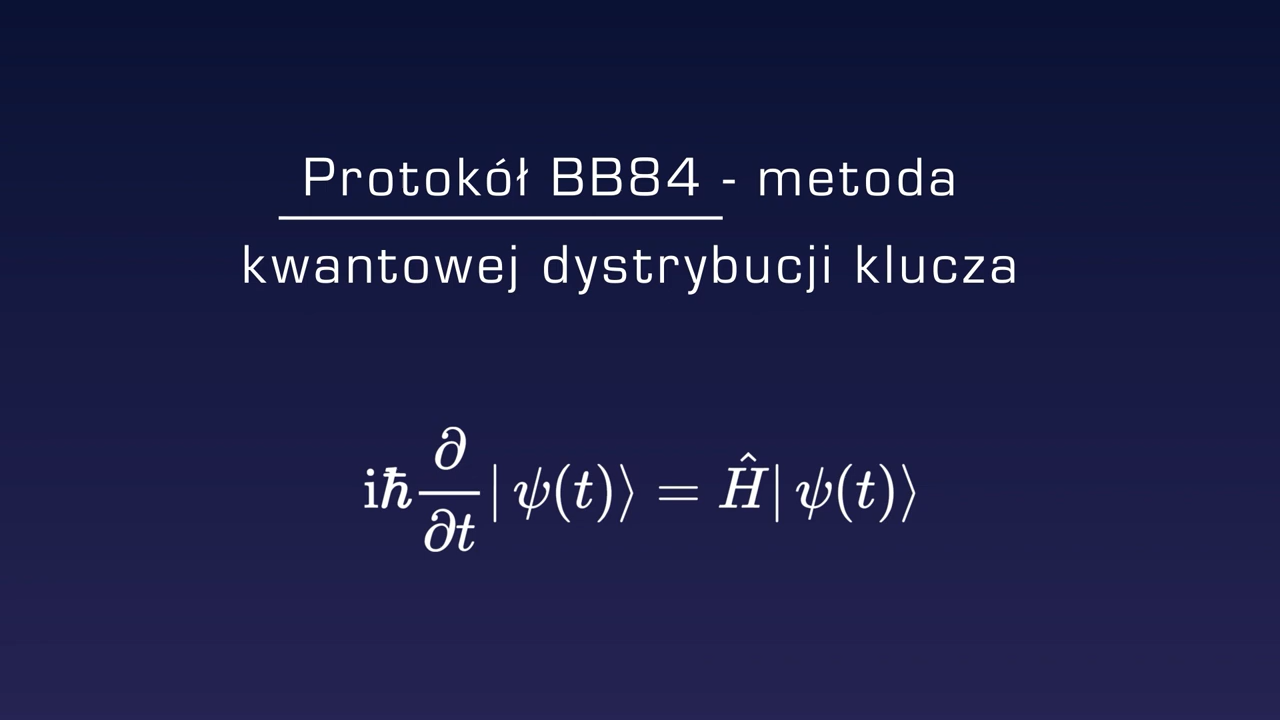 Protokół BB84 - metoda
kwantowej dystrybucji klucza
iℏ ∂/∂t | ψ(t)⟩ = Ĥ| ψ(t)⟩